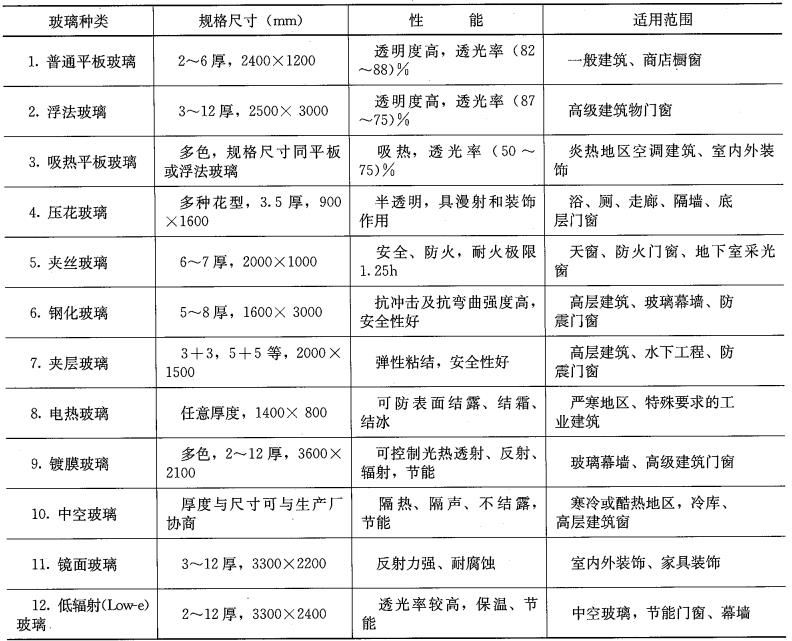 玻璃种类 规格尺寸（mm） 性 能 适用范围
1. 普通平板玻璃 2～6厚，2400×1200 透明度高，透光率（82
～88）% 一般建筑、商店橱窗
2. 浮法玻璃 3～12厚，2500× 3000 透明度高，透光率（87
～75）% 高级建筑物门窗
3. 吸热平板玻璃 多色，规格尺寸同平板
或浮法玻璃 吸热，透光率（50～
75）% 炎热地区空调建筑、室内外装
饰
4. 压花玻璃 多种花型，3.5厚，900
×1600 半透明，具漫射和装饰
作用 浴、厕、走廊、隔墙、底
层门窗
5. 夹丝玻璃 6～7厚，2000×1000 安全、防火，耐火极限
1.25h 天窗、防火门窗、地下室采光
窗
6. 钢化玻璃 5～8厚，1600× 3000 抗冲击及抗弯曲强度高，
安全性好 高层建筑、玻璃幕墙、防
震门窗
7. 夹层玻璃 3＋3，5＋5等，2000×
1500 弹性粘结，安全性好 高层建筑、水下工程、防
震门窗
8. 电热玻璃 任意厚度，1400× 800 可防表面结露、结霜、
结冰 严寒地区、特殊要求的工
业建筑
9. 镀膜玻璃 多色，2～12厚，3600×
2100 可控制光热透射、反射、
辐射，节能 玻璃幕墙、高级建筑门窗
10. 中空玻璃 厚度与尺寸可与生产厂
协商 隔热、隔声、不结露，
节能 寒冷或酷热地区，冷库、
高层建筑窗
11. 镜面玻璃 3～12厚，3300×2200 反射力强、耐腐蚀 室内外装饰、家具装饰
12. 低辐射(Low-e)
玻璃 2～12厚，3300×2400 透光率较高，保温、节
能 中空玻璃，节能门窗、幕墙